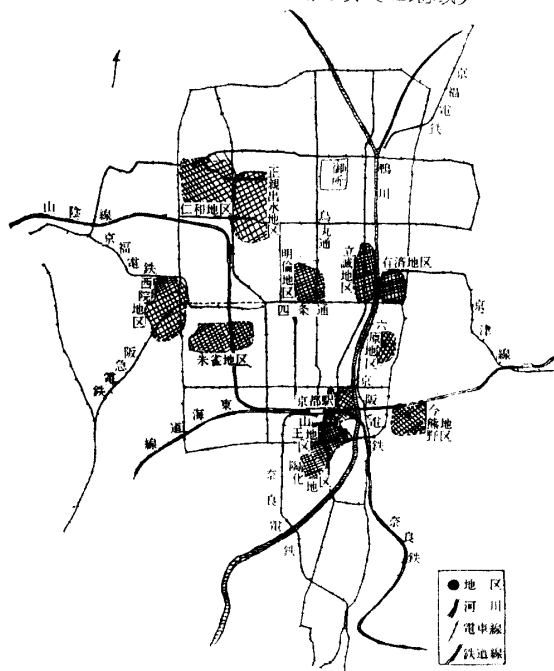 京福電鉄
鴨川
御所
仁和地区
正親出水地区
山陰線
京福電鉄
烏丸通
明倫地区
立誠地区
有済地区
西院地区
四条通
京津線
六原地区
朱雀地区
阪急電鉄
京阪電鉄
京都駅
東海道線
山王地区
今熊野地区
陶化地区
奈良電鉄
奈良
鉄
地区
河川
電車線
鉄道線